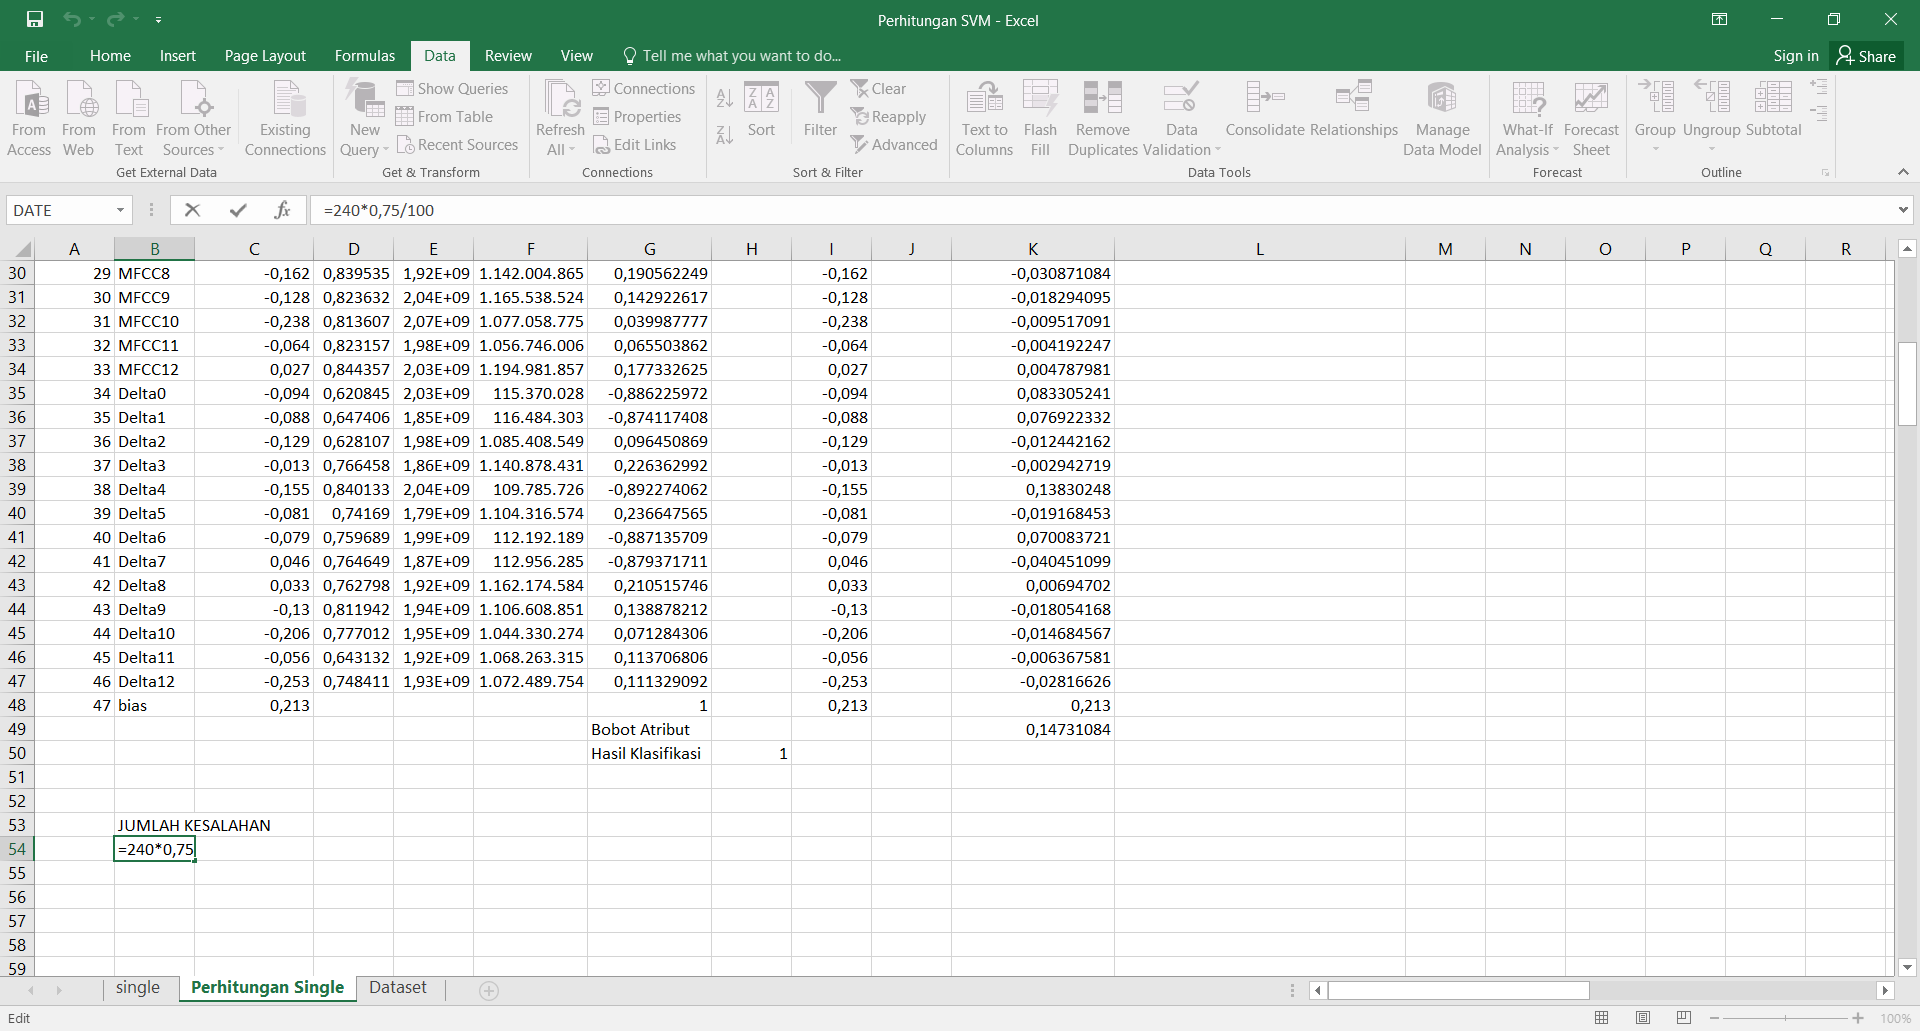 Perhitungan SVM - Excel
File Home Insert Page Layout Formulas Data Review View Tell me what you want to do... Sign in Share
From Access From Web From Text From Other Sources Existing Connections
Get External Data
New Query Show Queries From Table Recent Sources
Get & Transform
Refresh All Connections Properties Edit Links
Connections
Sort Filter Clear Reapply Advanced
Sort & Filter
Text to Columns Flash Fill Remove Duplicates Data Validation Consolidate Relationships Manage Data Model
Data Tools
What-If Analysis Forecast Sheet
Forecast
Group Ungroup Subtotal
Outline
DATE fx =240*0,75/100
A B C D E F G H I J K L M N O P Q R
30 29 MFCC8 -0,162 0,839535 1,92E+09 1.142.004.865 0,190562249 -0,162 -0,030871084
31 30 MFCC9 -0,128 0,823632 2,04E+09 1.165.538.524 0,142922617 -0,128 -0,018294095
32 31 MFCC10 -0,238 0,813607 2,07E+09 1.077.058.775 0,039987777 -0,238 -0,009517091
33 32 MFCC11 -0,064 0,823157 1,98E+09 1.056.746.006 0,065503862 -0,064 -0,004192247
34 33 MFCC12 0,027 0,844357 2,03E+09 1.194.981.857 0,177332625 0,027 0,004787981
35 34 Delta0 -0,094 0,620845 2,03E+09 115.370.028 -0,886225972 -0,094 0,083305241
36 35 Delta1 -0,088 0,647406 1,85E+09 116.484.303 -0,874117408 -0,088 0,076922332
37 36 Delta2 -0,129 0,628107 1,98E+09 1.085.408.549 0,096450869 -0,129 -0,012442162
38 37 Delta3 -0,013 0,766458 1,86E+09 1.140.878.431 0,226362992 -0,013 -0,002942719
39 38 Delta4 -0,155 0,840133 2,04E+09 109.785.726 -0,892274062 -0,155 0,13830248
40 39 Delta5 -0,081 0,74169 1,79E+09 1.104.316.574 0,236647565 -0,081 -0,019168453
41 40 Delta6 -0,079 0,759689 1,99E+09 112.192.189 -0,887135709 -0,079 0,070083721
42 41 Delta7 0,046 0,764649 1,87E+09 112.956.285 -0,879371711 0,046 -0,040451099
43 42 Delta8 0,033 0,762798 1,92E+09 1.162.174.584 0,210515746 0,033 0,00694702
44 43 Delta9 -0,13 0,811942 1,94E+09 1.106.608.851 0,138878212 -0,13 -0,018054168
45 44 Delta10 -0,206 0,777012 1,95E+09 1.044.330.274 0,071284306 -0,206 -0,014684567
46 45 Delta11 -0,056 0,643132 1,92E+09 1.068.263.315 0,113706806 -0,056 -0,006367581
47 46 Delta12 -0,253 0,748411 1,93E+09 1.072.489.754 0,111329092 -0,253 -0,02816626
48 47 bias 0,213 1 0,213 0,213
49 Bobot Atribut 0,14731084
50 Hasil Klasifikasi 1
51
52
53 JUMLAH KESALAHAN
54 =240*0,75
55
56
57
58
59
single Perhitungan Single Dataset
Edit 100%